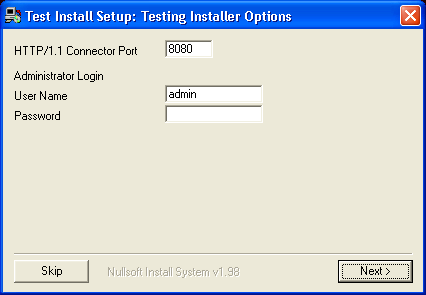 Test Install Setup: Testing Installer Options
HTTP/1.1 Connector Port 8080
Administrator Login
User Name admin
Password
Nullsoft Install System v1.98
Skip Next >